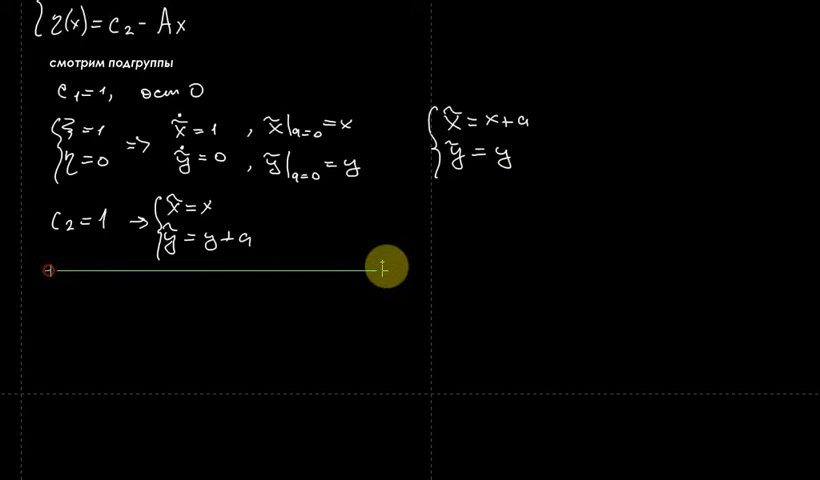 { η(x) = c₂ - Ax
смотрим подгруппы
c₁=1, ост 0
{ ξ=1 => ẋ̃=1, x̃|ₐ₌₀=x { x̃ = x+a
η=0 ẏ̃=0, ỹ|ₐ₌₀=y ỹ = y
c₂=1 → { x̃=x
ỹ = y+a